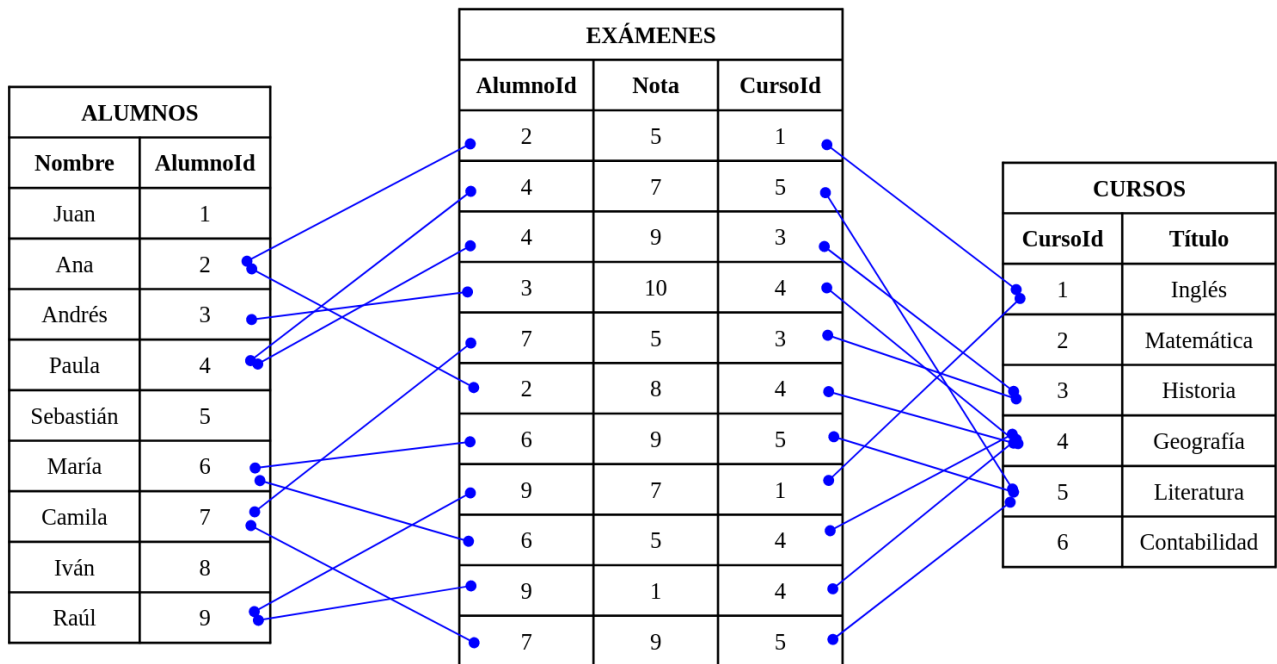 ALUMNOS
Nombre AlumnoId
Juan 1
Ana 2
Andrés 3
Paula 4
Sebastián 5
María 6
Camila 7
Iván 8
Raúl 9
EXÁMENES
AlumnoId Nota CursoId
2 5 1
4 7 5
4 9 3
3 10 4
7 5 3
2 8 4
6 9 5
9 7 1
6 5 4
9 1 4
7 9 5
CURSOS
CursoId Título
1 Inglés
2 Matemática
3 Historia
4 Geografía
5 Literatura
6 Contabilidad